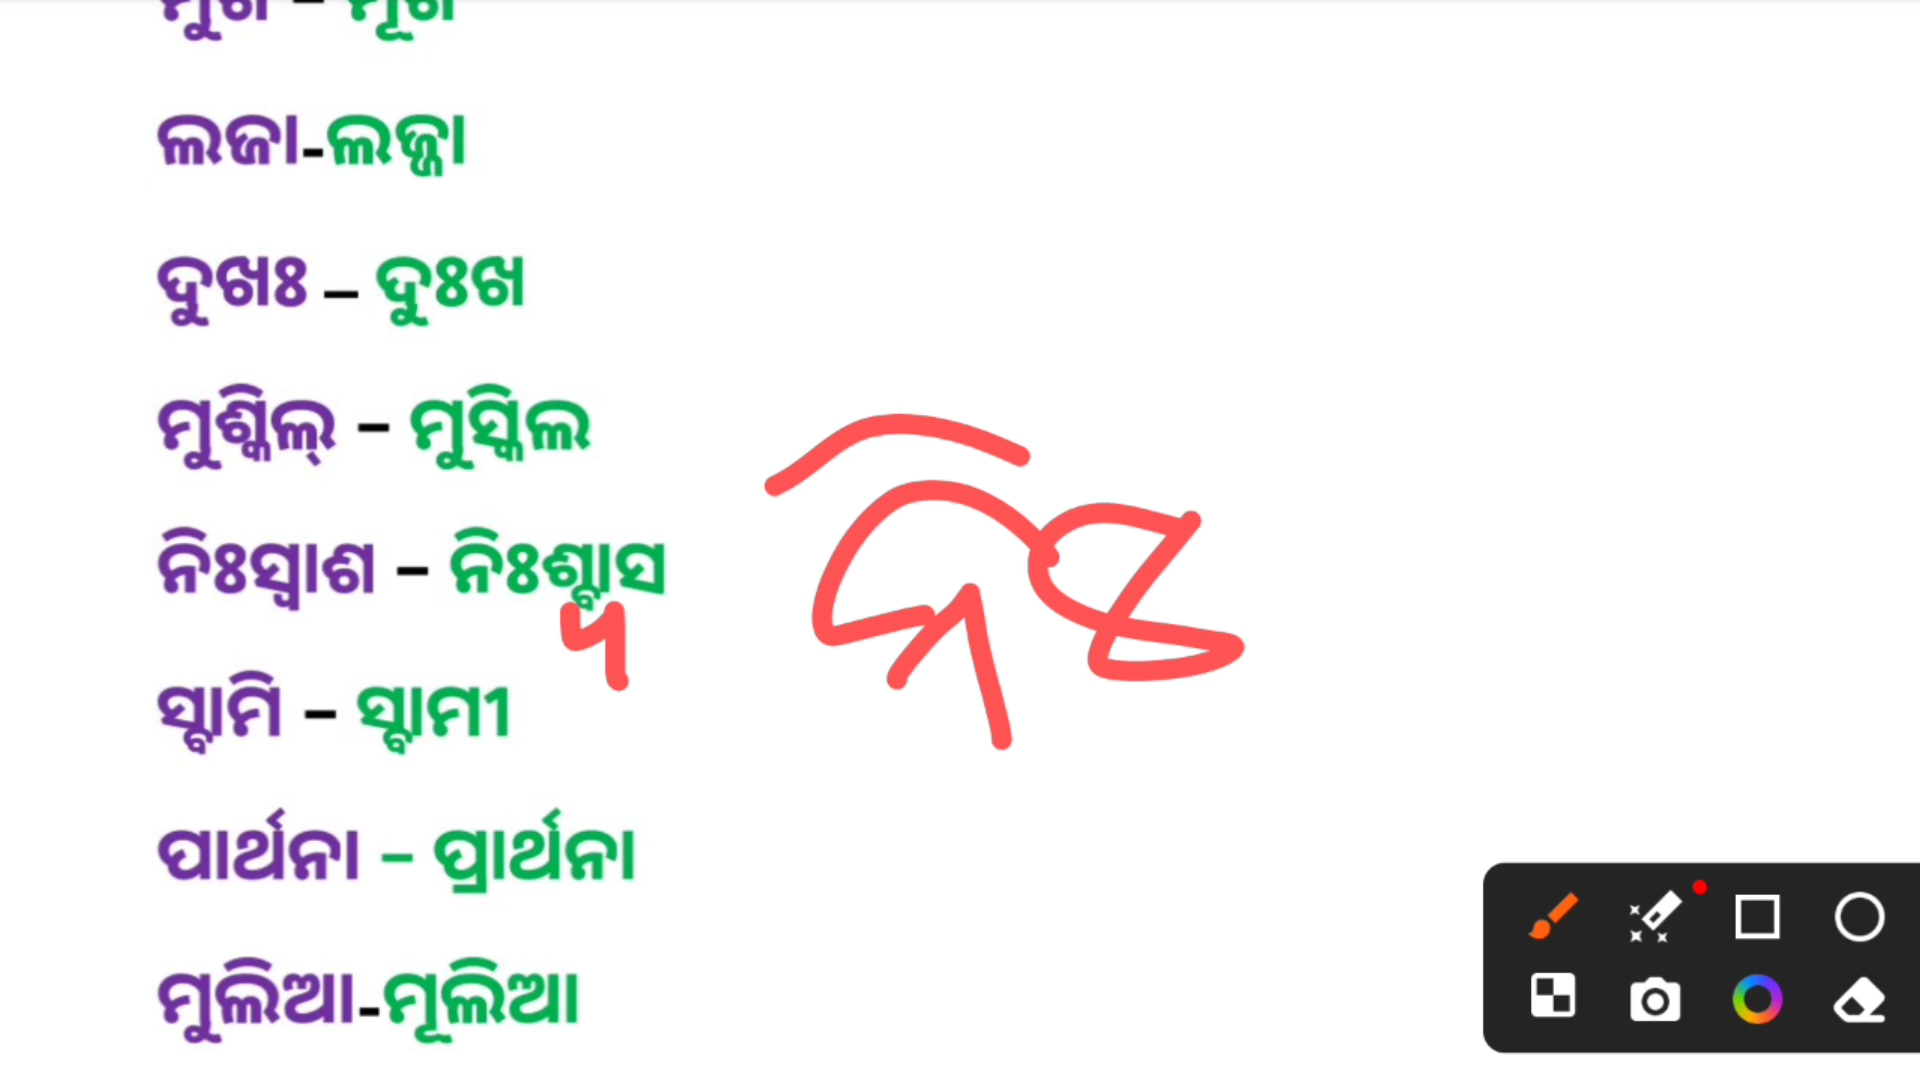 ଲଜା-ଲଜ୍ଜା
ଦୁଖଃ – ଦୁଃଖ
ମୁଶ୍କିଲ୍ – ମୁସ୍କିଲ
ନିଃସ୍ୱାଶ – ନିଃଶ୍ବାସ
ସ୍ବାମି – ସ୍ବାମୀ
ପାର୍ଥନା – ପ୍ରାର୍ଥନା
ମୁଲିଆ-ମୂଲିଆ
ନିଃ